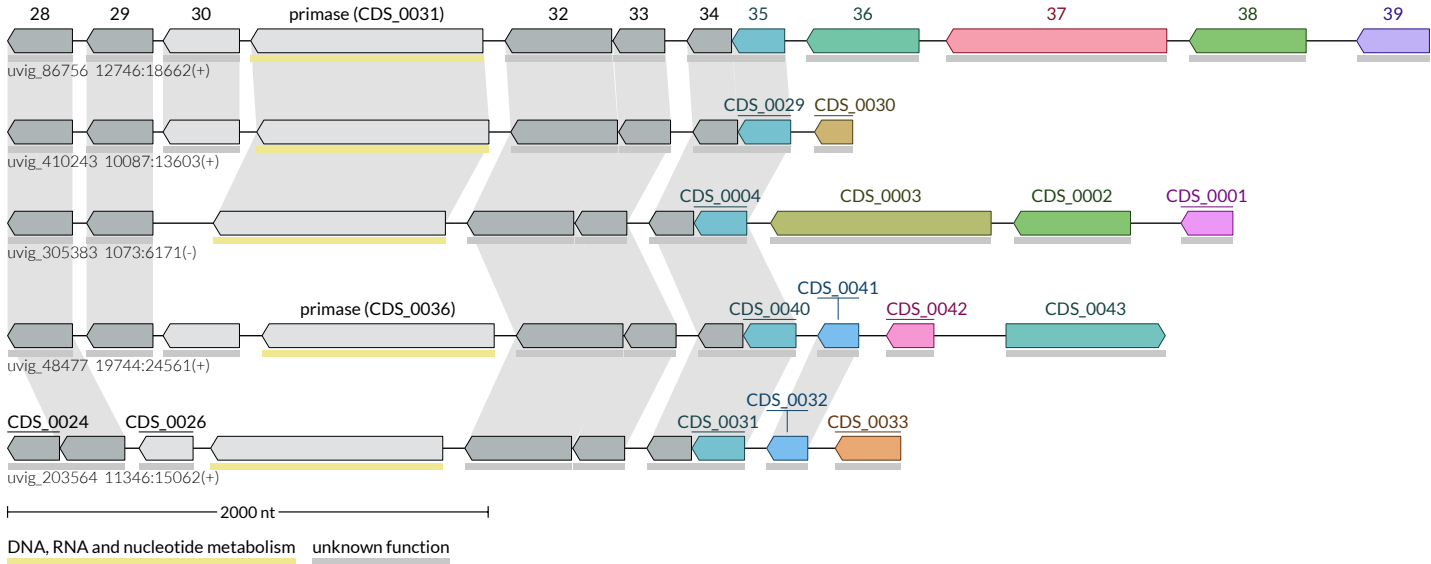 28 29 30 primase (CDS_0031) 32 33 34 35 36 37 38 39
uvig_86756 12746:18662(+)
CDS_0029 CDS_0030
uvig_410243 10087:13603(+)
CDS_0004 CDS_0003 CDS_0002 CDS_0001
uvig_305383 1073:6171(-)
CDS_0041
primase (CDS_0036) CDS_0040 CDS_0042 CDS_0043
uvig_48477 19744:24561(+)
CDS_0032
CDS_0024 CDS_0026 CDS_0031 CDS_0033
uvig_203564 11346:15062(+)
2000 nt
DNA, RNA and nucleotide metabolism unknown function